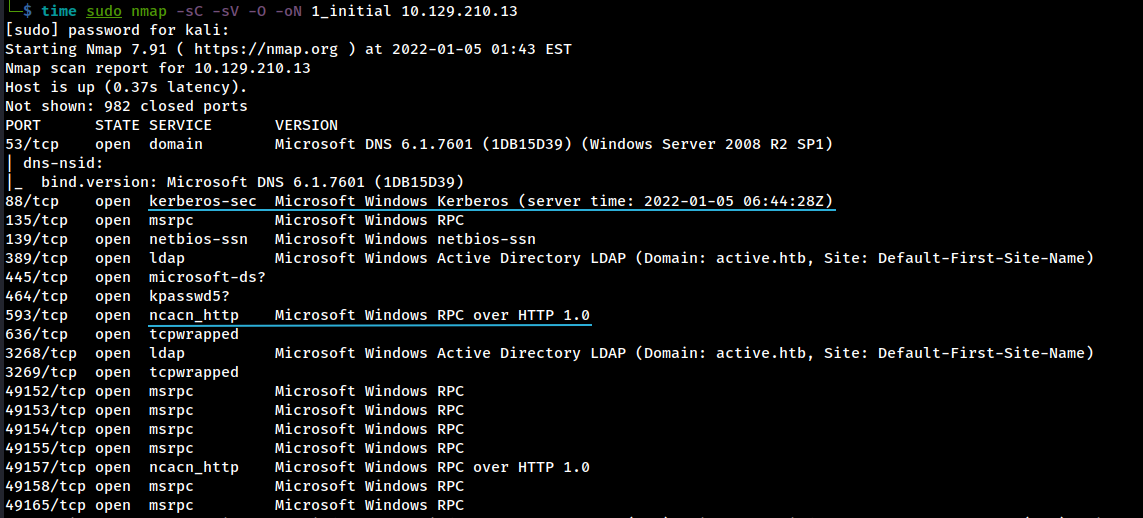 └─$ time sudo nmap -sC -sV -O -oN 1_initial 10.129.210.13
[sudo] password for kali:
Starting Nmap 7.91 ( https://nmap.org ) at 2022-01-05 01:43 EST
Nmap scan report for 10.129.210.13
Host is up (0.37s latency).
Not shown: 982 closed ports
PORT      STATE SERVICE      VERSION
53/tcp    open  domain       Microsoft DNS 6.1.7601 (1DB15D39) (Windows Server 2008 R2 SP1)
| dns-nsid:
|_  bind.version: Microsoft DNS 6.1.7601 (1DB15D39)
88/tcp    open  kerberos-sec Microsoft Windows Kerberos (server time: 2022-01-05 06:44:28Z)
135/tcp   open  msrpc        Microsoft Windows RPC
139/tcp   open  netbios-ssn  Microsoft Windows netbios-ssn
389/tcp   open  ldap         Microsoft Windows Active Directory LDAP (Domain: active.htb, Site: Default-First-Site-Name)
445/tcp   open  microsoft-ds?
464/tcp   open  kpasswd5?
593/tcp   open  ncacn_http   Microsoft Windows RPC over HTTP 1.0
636/tcp   open  tcpwrapped
3268/tcp  open  ldap         Microsoft Windows Active Directory LDAP (Domain: active.htb, Site: Default-First-Site-Name)
3269/tcp  open  tcpwrapped
49152/tcp open  msrpc        Microsoft Windows RPC
49153/tcp open  msrpc        Microsoft Windows RPC
49154/tcp open  msrpc        Microsoft Windows RPC
49155/tcp open  msrpc        Microsoft Windows RPC
49157/tcp open  ncacn_http   Microsoft Windows RPC over HTTP 1.0
49158/tcp open  msrpc        Microsoft Windows RPC
49165/tcp open  msrpc        Microsoft Windows RPC